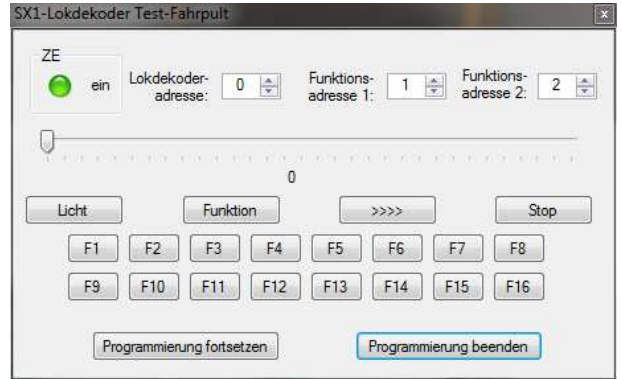 SX1-Lokdekoder Test-Fahrpult x
ZE
ein
Lokdekoder-
adresse: 0
Funktions-
adresse 1: 1
Funktions-
adresse 2: 2
0
Licht Funktion >>>> Stop
F1 F2 F3 F4 F5 F6 F7 F8
F9 F10 F11 F12 F13 F14 F15 F16
Programmierung fortsetzen Programmierung beenden